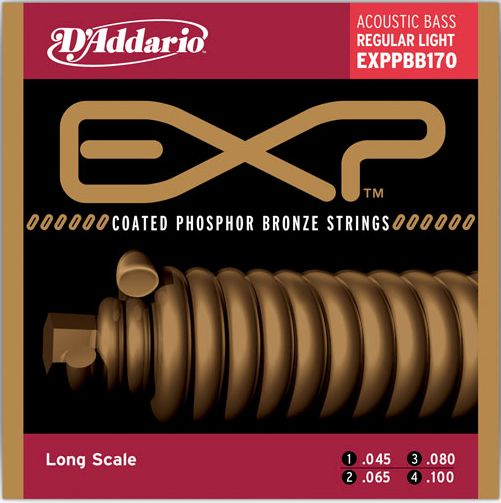 D'Addario
ACOUSTIC BASS
REGULAR LIGHT
EXPPBB170
EXP™
COATED PHOSPHOR BRONZE STRINGS
Long Scale
1 .045 3 .080
2 .065 4 .100